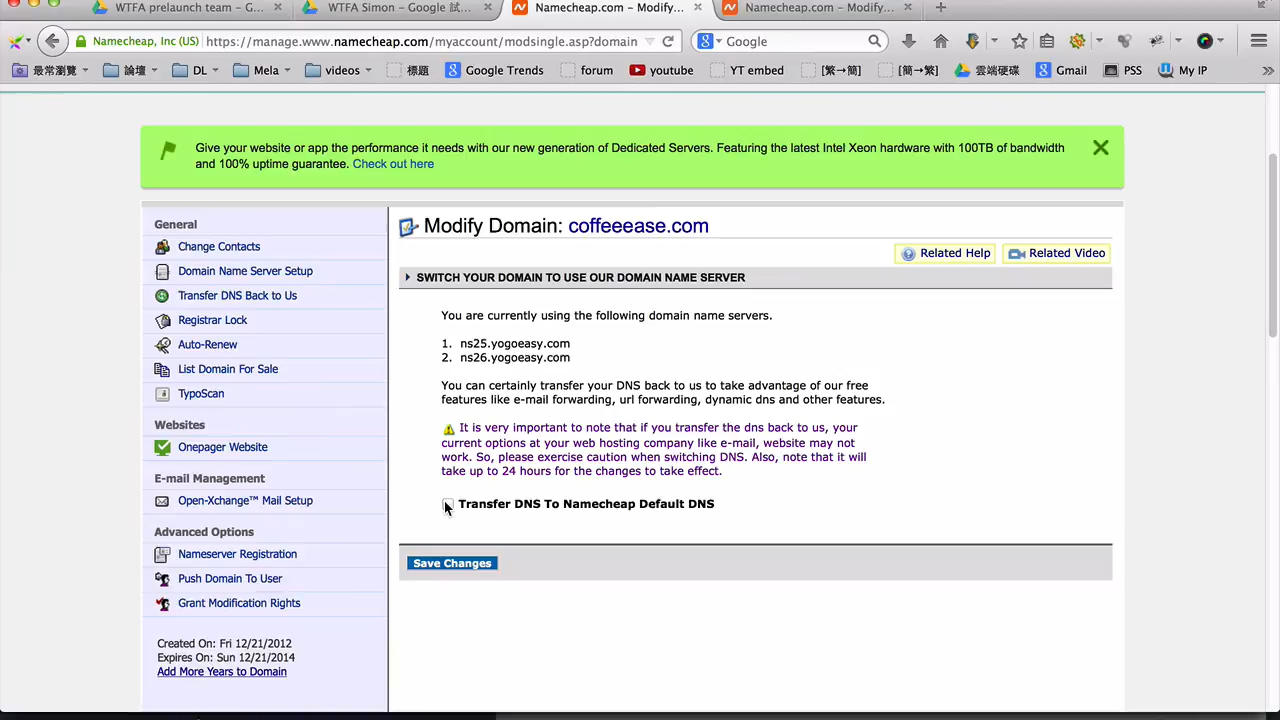 WTFA prelaunch team – G...
WTFA Simon – Google 試...
Namecheap.com – Modify...
Namecheap.com – Modify...
Namecheap, Inc (US)
https://manage.www.namecheap.com/myaccount/modsingle.asp?domain
Google
最常瀏覽
論壇
DL
Mela
videos
標題
Google Trends
forum
youtube
YT embed
[繁→簡]
[簡→繁]
雲端硬碟
Gmail
PSS
My IP
Give your website or app the performance it needs with our new generation of Dedicated Servers. Featuring the latest Intel Xeon hardware with 100TB of bandwidth
and 100% uptime guarantee. Check out here
General
Change Contacts
Domain Name Server Setup
Transfer DNS Back to Us
Registrar Lock
Auto-Renew
List Domain For Sale
TypoScan
Websites
Onepager Website
E-mail Management
Open-Xchange™ Mail Setup
Advanced Options
Nameserver Registration
Push Domain To User
Grant Modification Rights
Created On: Fri 12/21/2012
Expires On: Sun 12/21/2014
Add More Years to Domain
Modify Domain: coffeeease.com
Related Help
Related Video
SWITCH YOUR DOMAIN TO USE OUR DOMAIN NAME SERVER
You are currently using the following domain name servers.
1. ns25.yogoeasy.com
2. ns26.yogoeasy.com
You can certainly transfer your DNS back to us to take advantage of our free
features like e-mail forwarding, url forwarding, dynamic dns and other features.
It is very important to note that if you transfer the dns back to us, your
current options at your web hosting company like e-mail, website may not
work. So, please exercise caution when switching DNS. Also, note that it will
take up to 24 hours for the changes to take effect.
Transfer DNS To Namecheap Default DNS
Save Changes